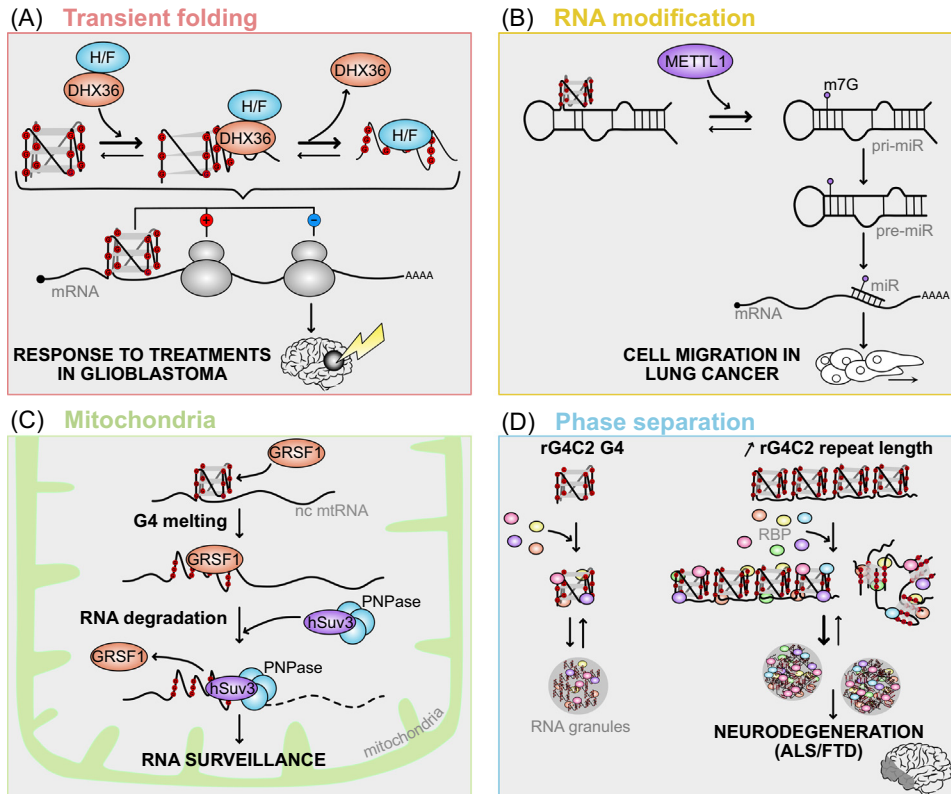 (A) Transient folding
H/F
DHX36
H/F
DHX36
DHX36
H/F
+
−
mRNA
AAAA
RESPONSE TO TREATMENTS
IN GLIOBLASTOMA
(B) RNA modification
METTL1
m7G
pri-miR
pre-miR
miR
mRNA
AAAA
CELL MIGRATION IN
LUNG CANCER
(C) Mitochondria
GRSF1
nc mtRNA
G4 melting
GRSF1
RNA degradation
PNPase
hSuv3
GRSF1
PNPase
hSuv3
mitochondria
RNA SURVEILLANCE
(D) Phase separation
rG4C2 G4
↗ rG4C2 repeat length
RBP
RNA granules
NEURODEGENERATION
(ALS/FTD)